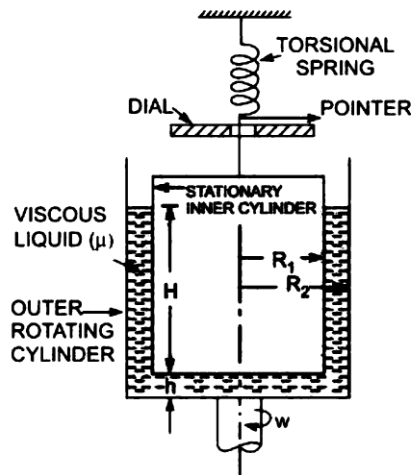 TORSIONAL
SPRING
DIAL
POINTER
STATIONARY
INNER CYLINDER
VISCOUS
LIQUID (μ)
H
R1
R2
OUTER
ROTATING
CYLINDER
h
w